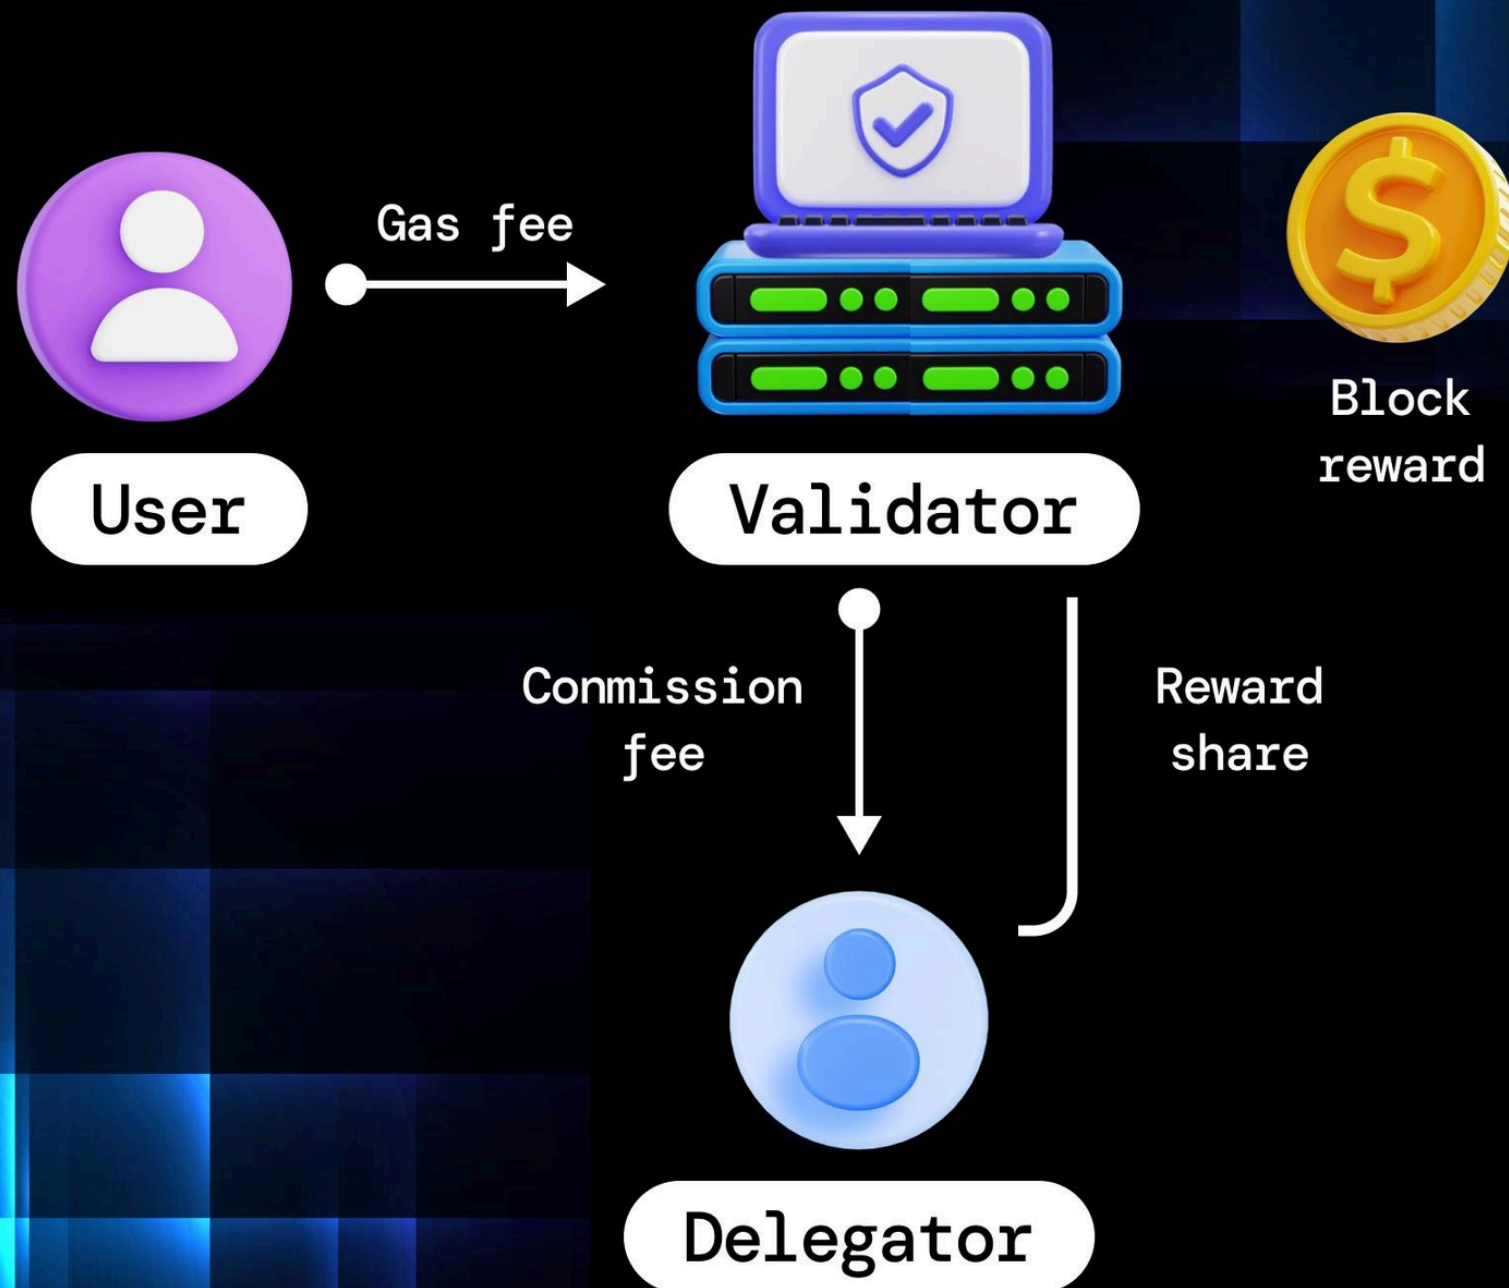 Gas fee
Block
reward
User
Validator
Conmission
fee
Reward
share
Delegator